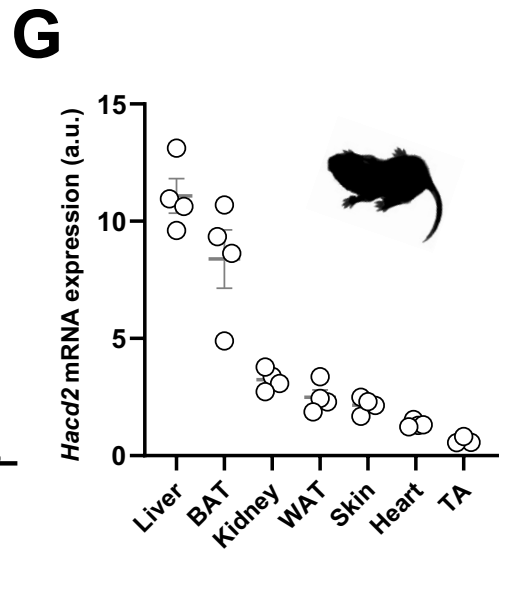 G
Hacd2 mRNA expression (a.u.)
15
10
5
0
Liver
BAT
Kidney
WAT
Skin
Heart
TA